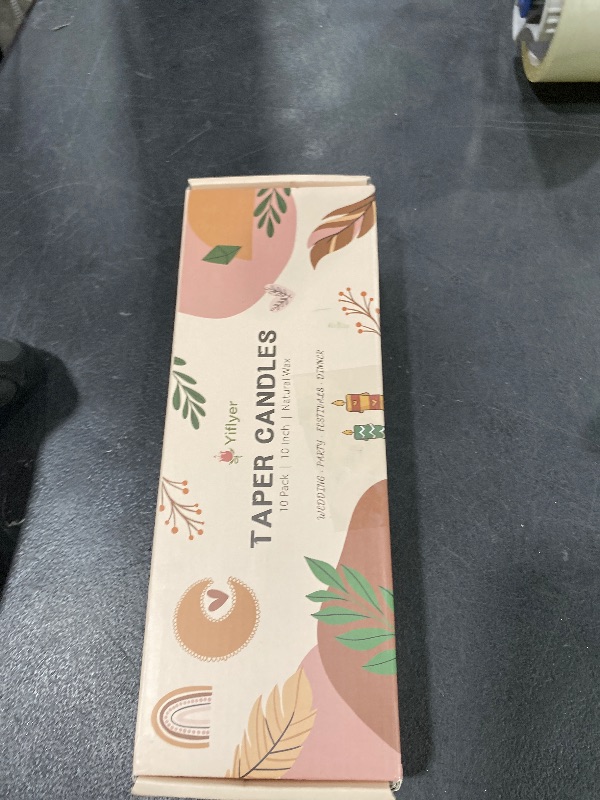 Yiflyer
TAPER CANDLES
10 Pack | 10 Inch | Natural Wax
WEDDING · PARTY · FESTIVALS · DINNER